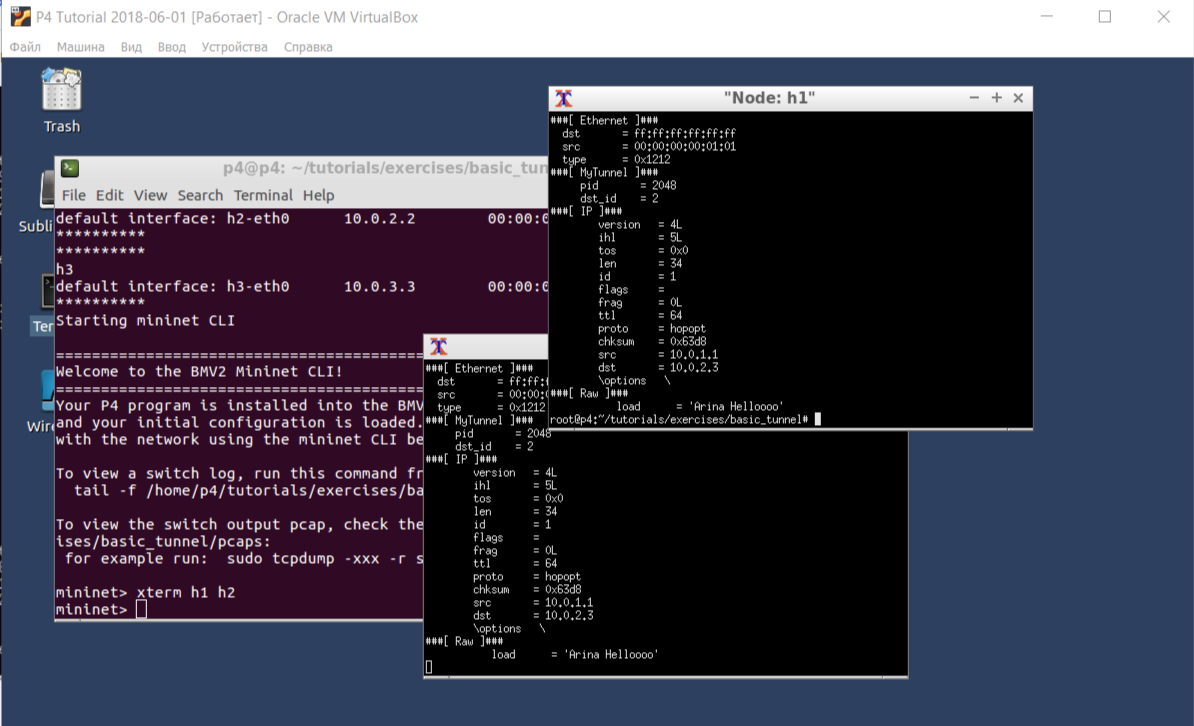 P4 Tutorial 2018-06-01 [Работает] - Oracle VM VirtualBox
Файл Машина Вид Ввод Устройства Справка
Trash
p4@p4: ~/tutorials/exercises/basic_tun
File Edit View Search Terminal Help
default interface: h2-eth0 10.0.2.2 00:00:0
**********
**********
h3
default interface: h3-eth0 10.0.3.3 00:00:0
**********
Starting mininet CLI
Welcome to the BMV2 Mininet CLI!
Your P4 program is installed into the BMV
and your initial configuration is loaded.
with the network using the mininet CLI be
To view a switch log, run this command fr
tail -f /home/p4/tutorials/exercises/ba
To view the switch output pcap, check the
ises/basic_tunnel/pcaps:
for example run: sudo tcpdump -xxx -r s
mininet> xterm h1 h2
mininet>
Subli
Ter
Wire
"Node: h1"
###[ Ethernet ]###
dst = ff:ff:ff:ff:ff:ff
src = 00:00:00:00:01:01
type = 0x1212
###[ MyTunnel ]###
pid = 2048
dst_id = 2
###[ IP ]###
version = 4L
ihl = 5L
tos = 0x0
len = 34
id = 1
flags =
frag = 0L
ttl = 64
proto = hopopt
chksum = 0x63d8
src = 10.0.1.1
dst = 10.0.2.3
\options \
###[ Raw ]###
load = 'Arina Helloooo'
root@p4:~/tutorials/exercises/basic_tunnel#
###[ Ethernet ]###
dst = ff:ff:
src = 00:00:
type = 0x1212
###[ MyTunnel ]###
pid = 2048
dst_id = 2
###[ IP ]###
version = 4L
ihl = 5L
tos = 0x0
len = 34
id = 1
flags =
frag = 0L
ttl = 64
proto = hopopt
chksum = 0x63d8
src = 10.0.1.1
dst = 10.0.2.3
\options \
###[ Raw ]###
load = 'Arina Helloooo'